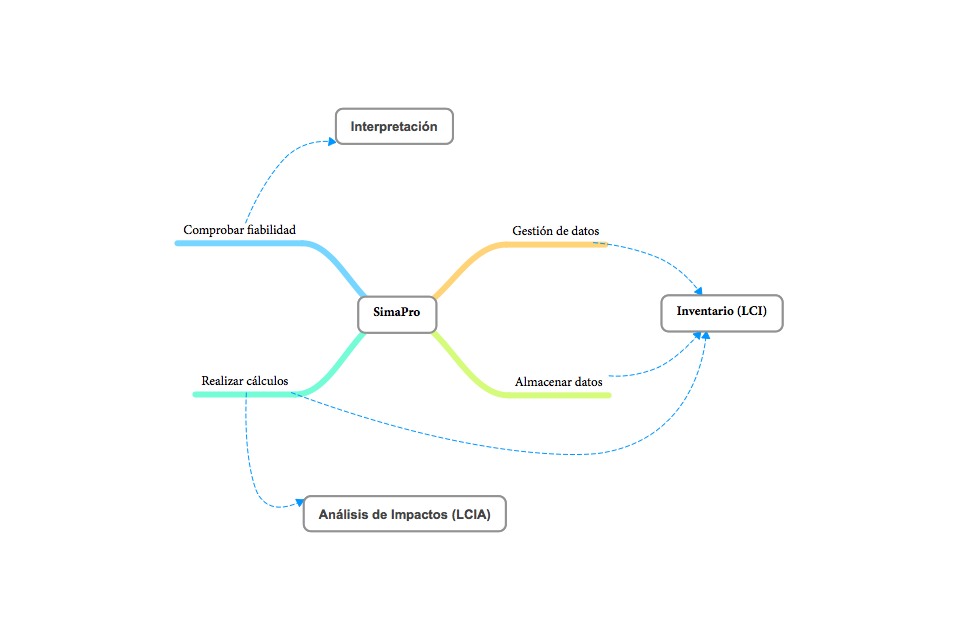 Interpretación
Comprobar fiabilidad
Gestión de datos
SimaPro
Inventario (LCI)
Realizar cálculos
Almacenar datos
Análisis de Impactos (LCIA)